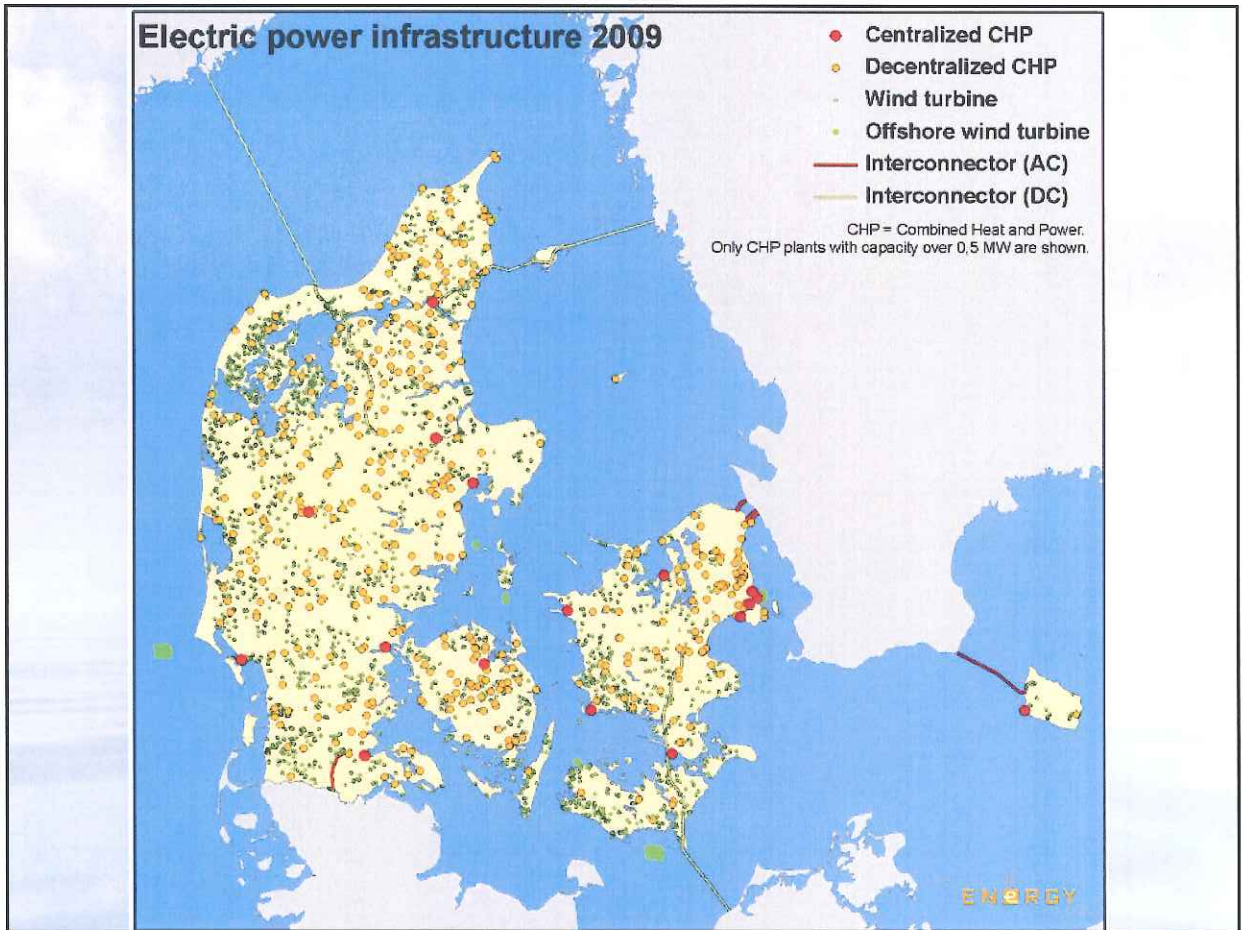 Electric power infrastructure 2009
Centralized CHP
Decentralized CHP
Wind turbine
Offshore wind turbine
Interconnector (AC)
Interconnector (DC)
CHP = Combined Heat and Power.
Only CHP plants with capacity over 0,5 MW are shown.
ENeRGY